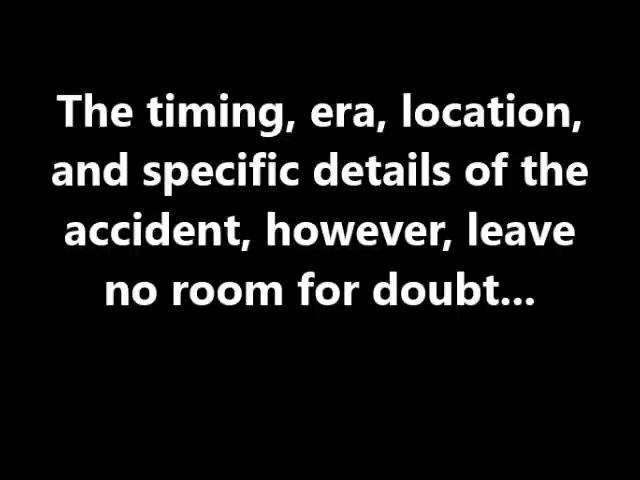 The timing, era, location,
and specific details of the
accident, however, leave
no room for doubt...